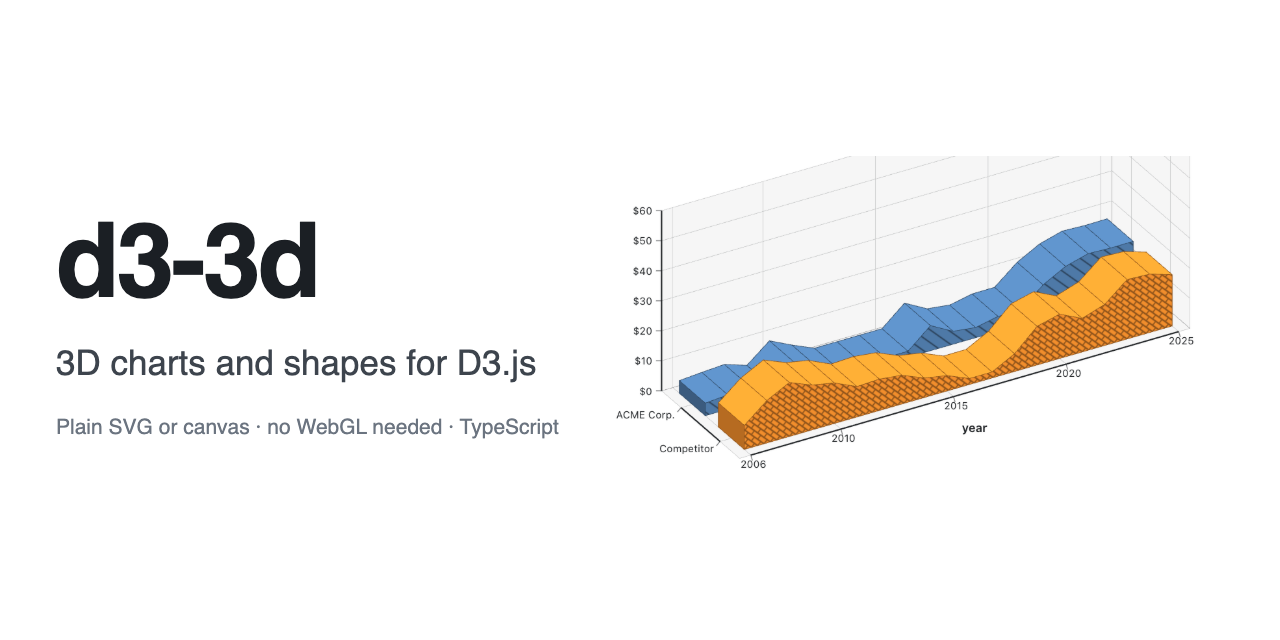 d3-3d
3D charts and shapes for D3.js
Plain SVG or canvas · no WebGL needed · TypeScript
$60
$50
$40
$30
$20
$10
$0
ACME Corp.
Competitor
2006
2010
2015
2020
2025
year